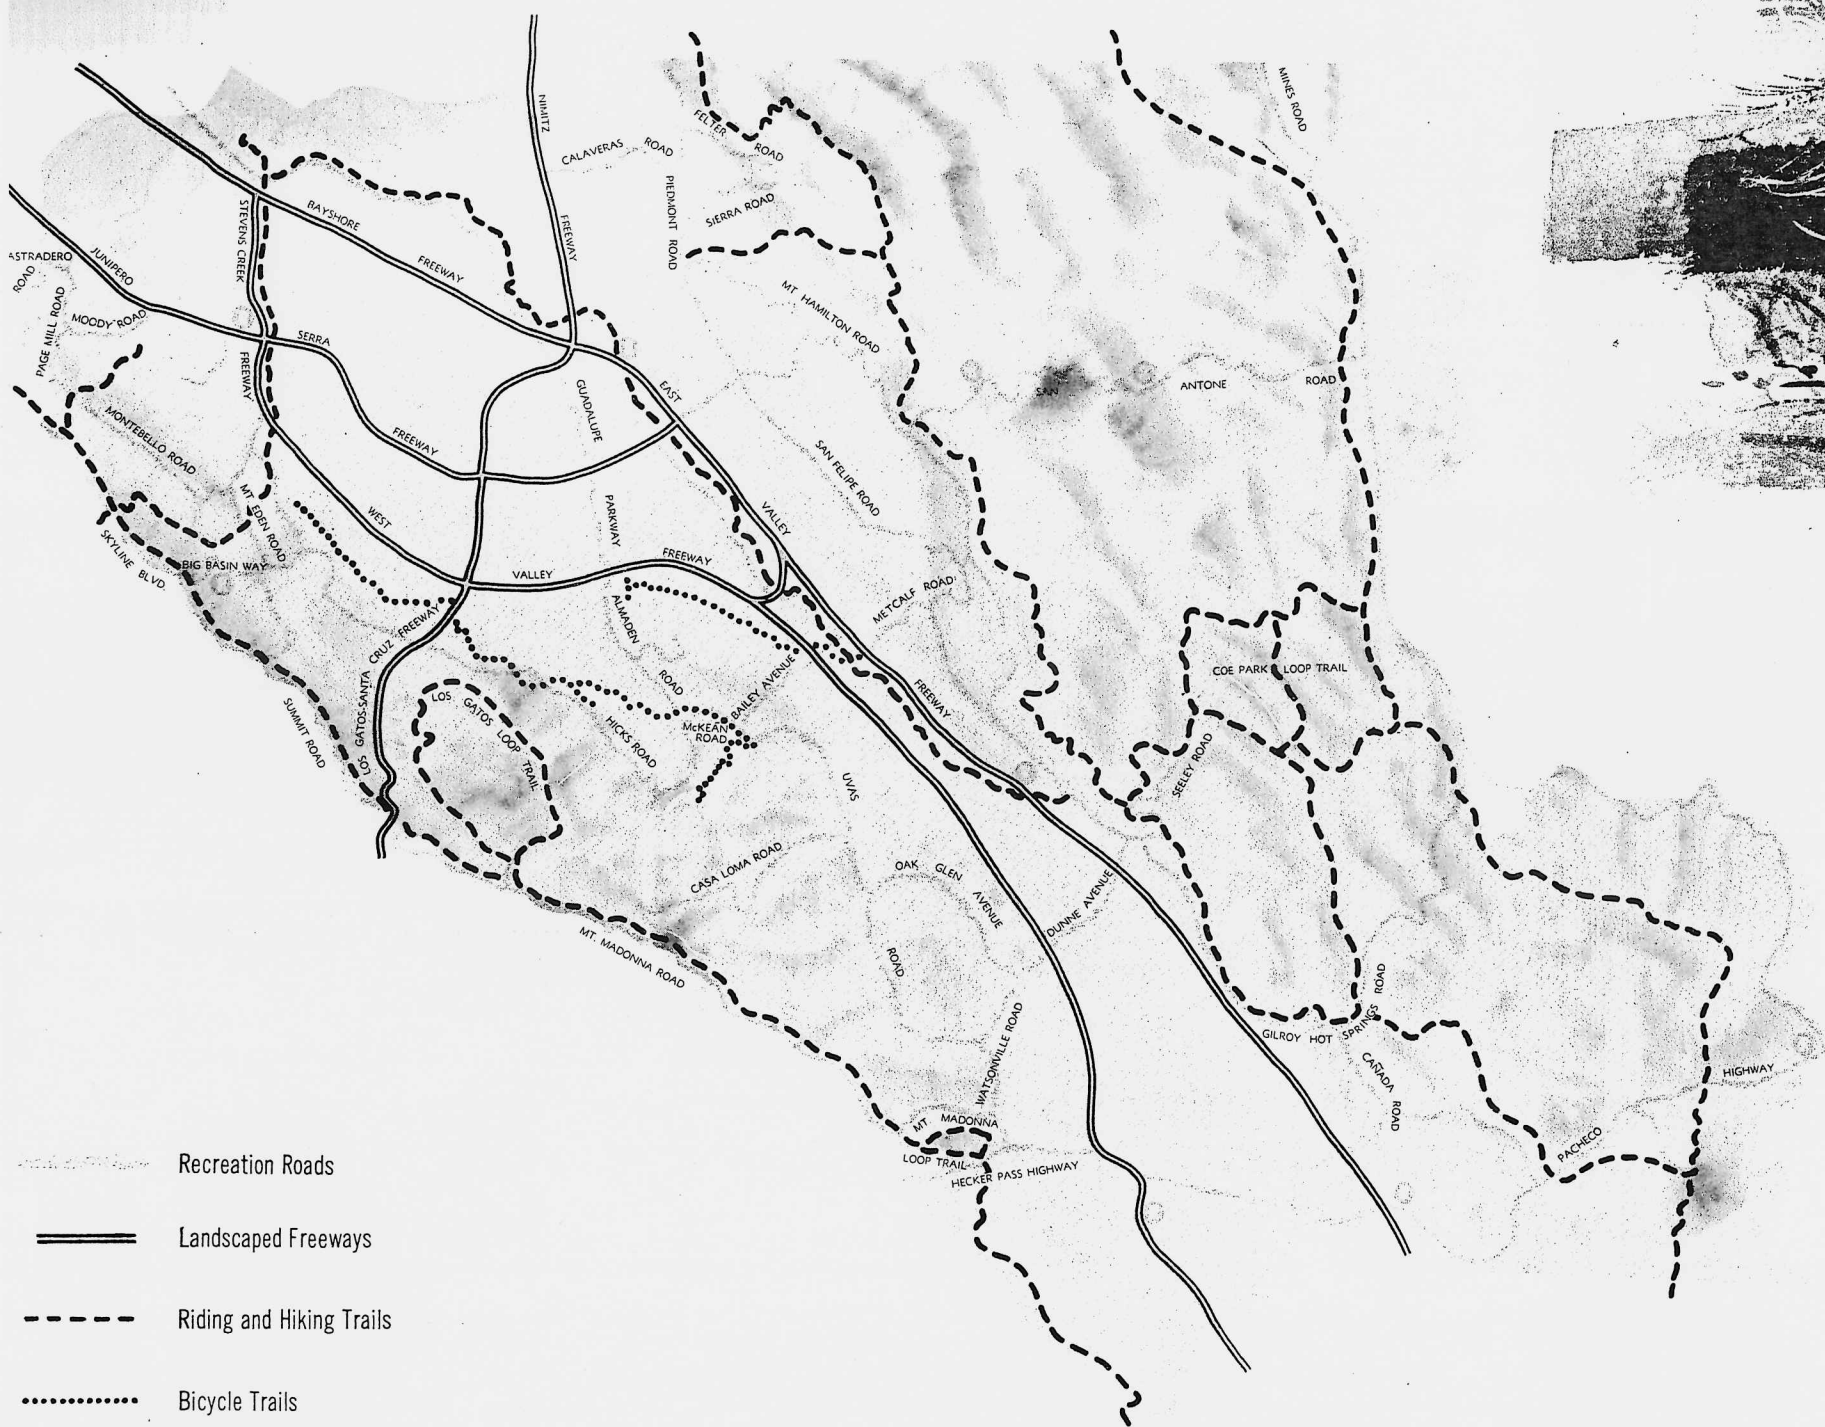 NIMITZ
FREEWAY
MINES ROAD
FELTER
ROAD
CALAVERAS ROAD
PIEDMONT ROAD
SIERRA ROAD
BAYSHORE
FREEWAY
STEVENS CREEK
FREEWAY
ASTRADERO
ROAD
JUNIPERO
SERRA
FREEWAY
PAGE MILL ROAD
MOODY ROAD
MT HAMILTON ROAD
SAN ANTONE ROAD
EAST
VALLEY
FREEWAY
GUADALUPE
PARKWAY
MONTEBELLO ROAD
SAN FELIPE ROAD
MT EDEN ROAD
WEST
VALLEY
FREEWAY
SKYLINE BLVD.
BIG BASIN WAY
METCALF ROAD
ALMADEN
ROAD
LOS GATOS-SANTA CRUZ FREEWAY
BAILEY AVENUE
COE PARK LOOP TRAIL
SUMMIT ROAD
LOS GATOS LOOP TRAIL
HICKS ROAD
McKEAN
ROAD
SEELEY ROAD
UVAS
ROAD
CASA LOMA ROAD
OAK GLEN AVENUE
DUNNE AVENUE
MT. MADONNA ROAD
WATSONVILLE ROAD
GILROY HOT SPRINGS ROAD
CAÑADA ROAD
PACHECO
HIGHWAY
MT MADONNA
LOOP TRAIL
HECKER PASS HIGHWAY
Recreation Roads
Landscaped Freeways
Riding and Hiking Trails
Bicycle Trails